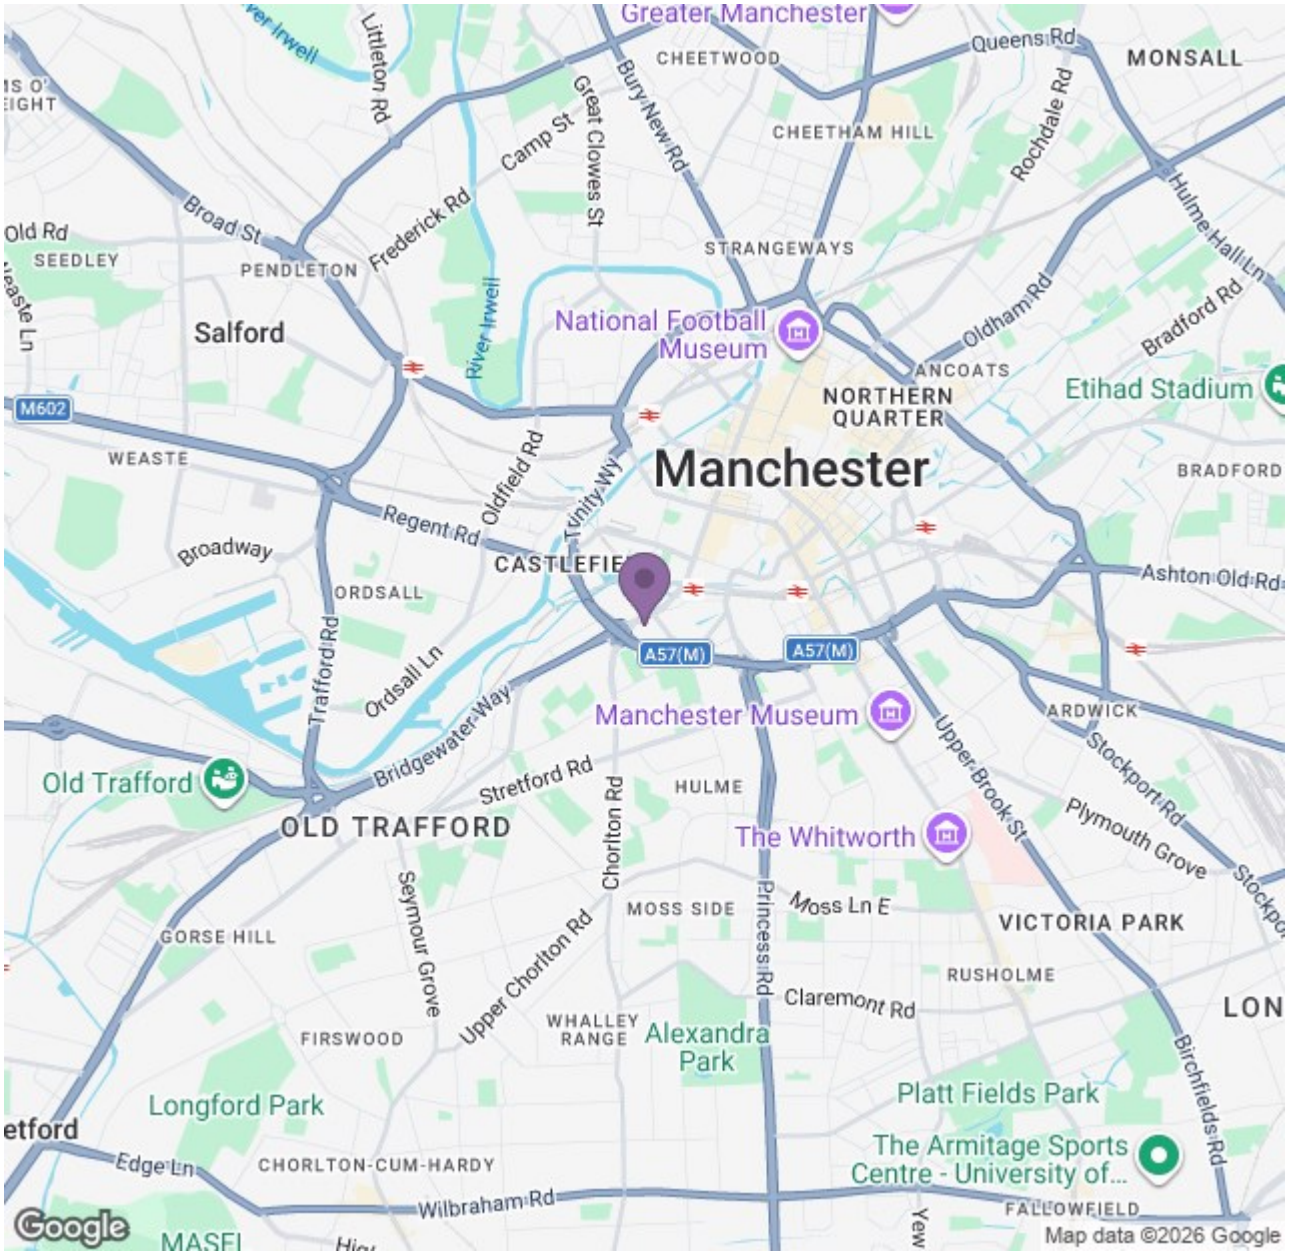 Greater Manchester
CHEETWOOD
Queens Rd
MONSALL
Littleton Rd
Bury New Rd
Great Clowes St
Camp St
CHEETHAM HILL
Rochdale Rd
Hulme Hall Ln
Broad St
Frederick Rd
Old Rd
SEEDLEY
PENDLETON
STRANGEWAYS
Bradford Rd
River Irwell
Salford
National Football
Museum
Oldham Rd
ANCOATS
Etihad Stadium
NORTHERN
QUARTER
M602
WEASTE
Oldfield Rd
Trinity Wy
Manchester
BRADFORD
Regent Rd
Broadway
CASTLEFIE
ORDSALL
Ashton Old Rd
Trafford Rd
Ordsall Ln
A57(M)
A57(M)
Bridgewater Way
Manchester Museum
ARDWICK
Upper Brook St
Stockport Rd
Old Trafford
Stretford Rd
HULME
Chorlton Rd
OLD TRAFFORD
The Whitworth
Plymouth Grove
Seymour Grove
Princess Rd
Moss Ln E
MOSS SIDE
VICTORIA PARK
GORSE HILL
Upper Chorlton Rd
RUSHOLME
Claremont Rd
LON
FIRSWOOD
WHALLEY
RANGE
Alexandra
Park
Birchfields Rd
Longford Park
Platt Fields Park
etford
Edge Ln
CHORLTON-CUM-HARDY
The Armitage Sports
Centre - University of...
Wilbraham Rd
FALLOWFIELD
Yew
Google
Map data ©2026 Google